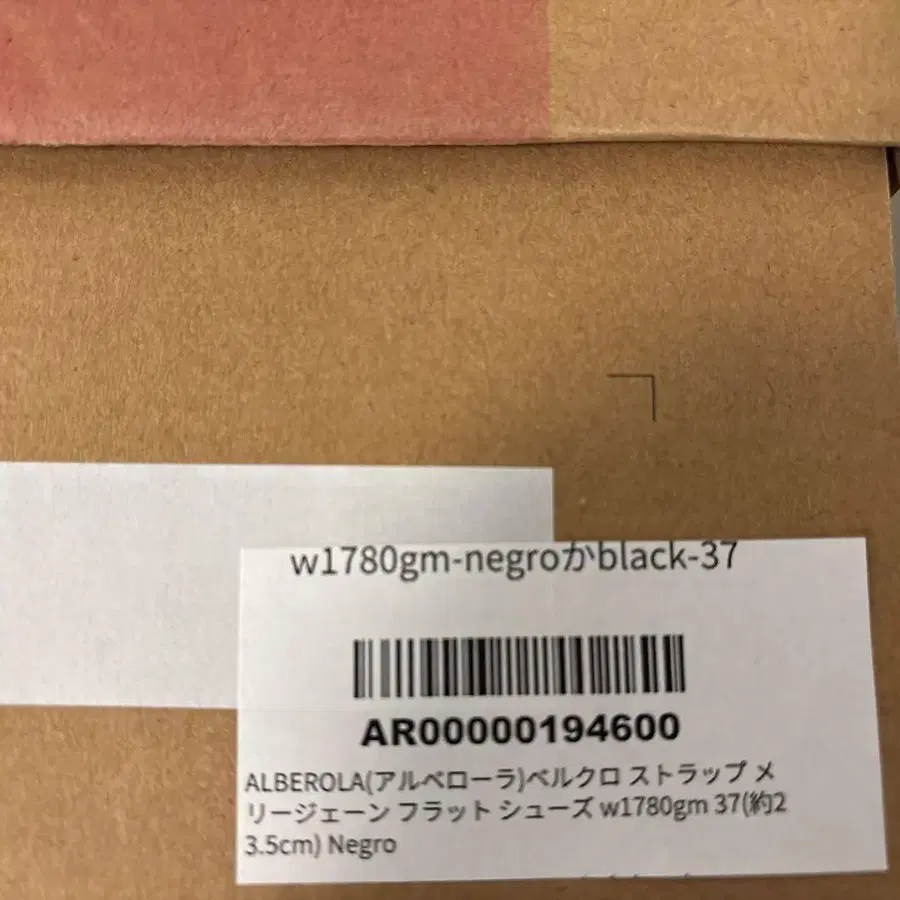 w1780gm-negroかblack-37
AR00000194600
ALBEROLA(アルベローラ)ベルクロ ストラップ メ
リージェーン フラット シューズ w1780gm 37(約2
3.5cm) Negro